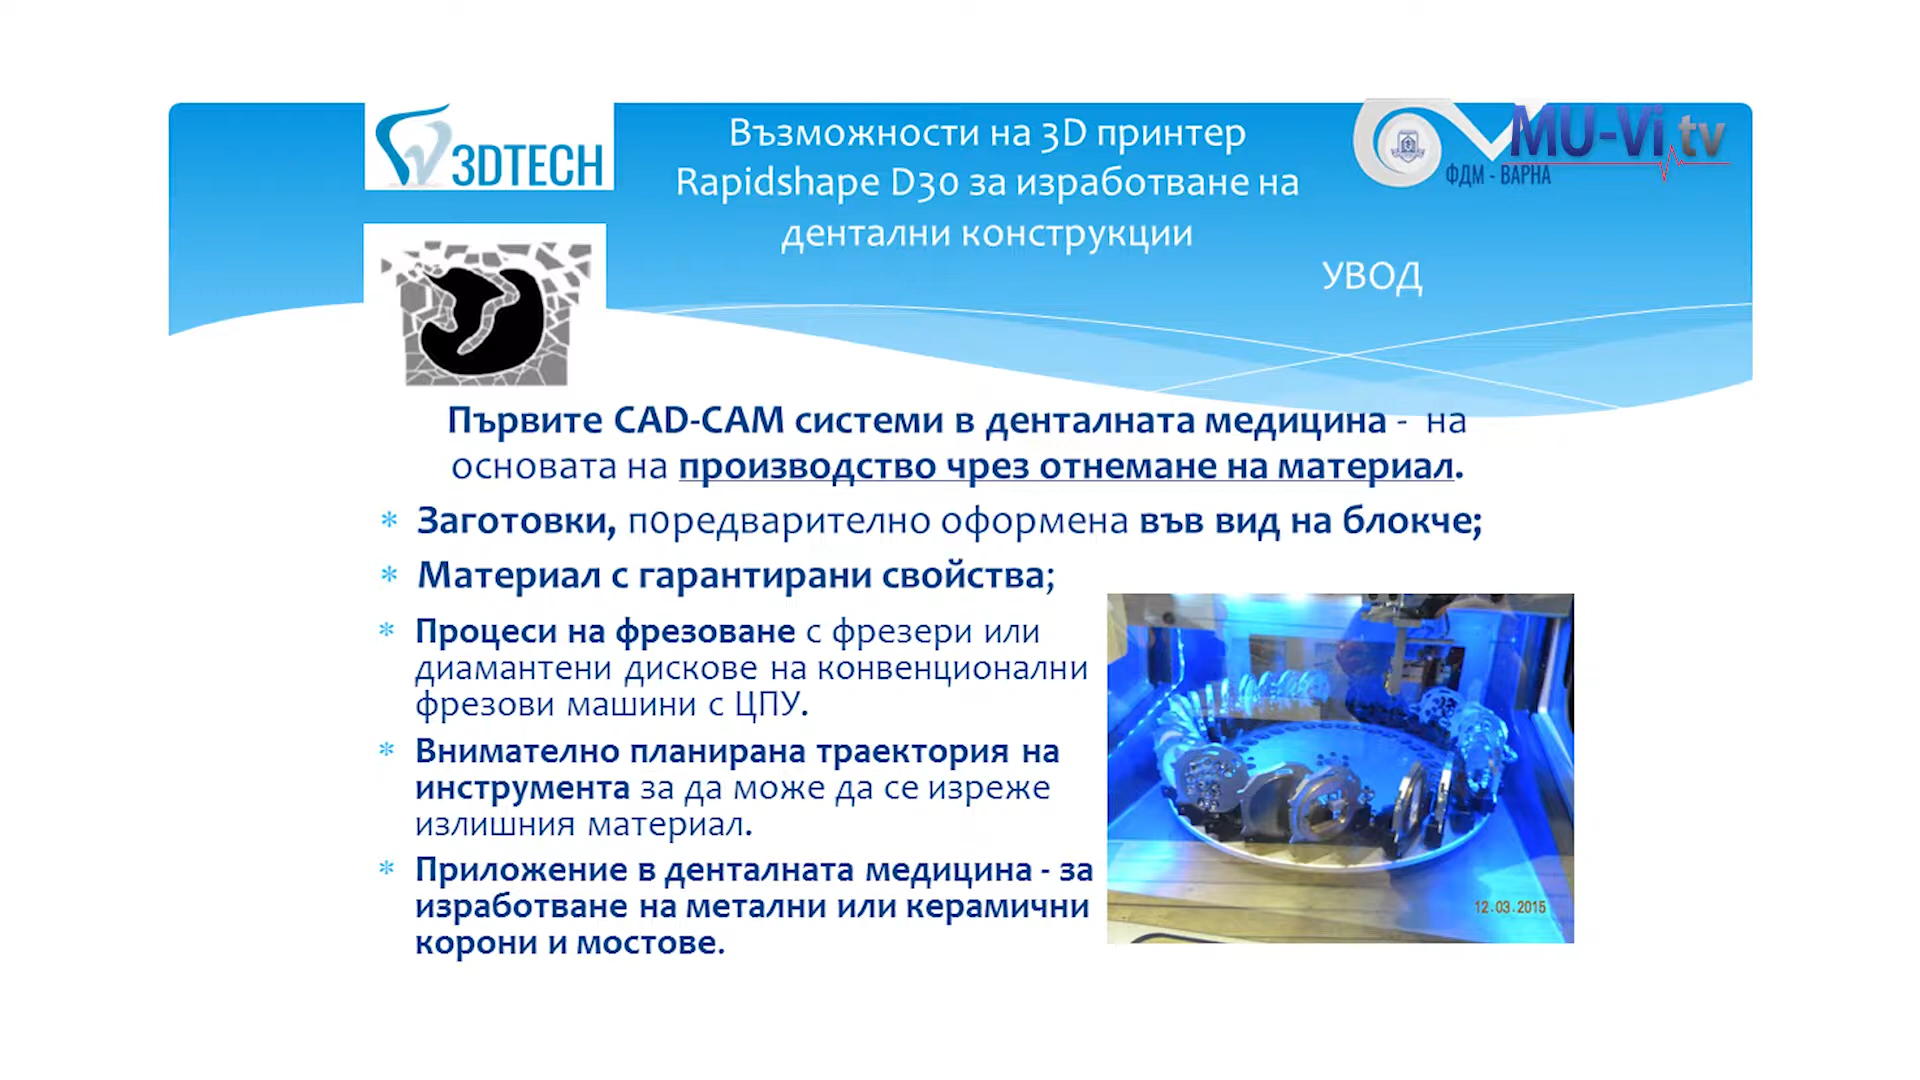 3DTECH
Възможности на 3D принтер
Rapidshape D30 за изработване на
дентални конструкции
УВОД
MU-Vi.tv
ФДМ - ВАРНА
Първите CAD-CAM системи в денталната медицина - на
основата на производство чрез отнемане на материал.
* Заготовки, поредварително оформена във вид на блокче;
* Материал с гарантирани свойства;
* Процеси на фрезоване с фрезери или
диамантени дискове на конвенционални
фрезови машини с ЦПУ.
* Внимателно планирана траектория на
инструмента за да може да се изреже
излишния материал.
* Приложение в денталната медицина - за
изработване на метални или керамични
корони и мостове.
12.03.2015